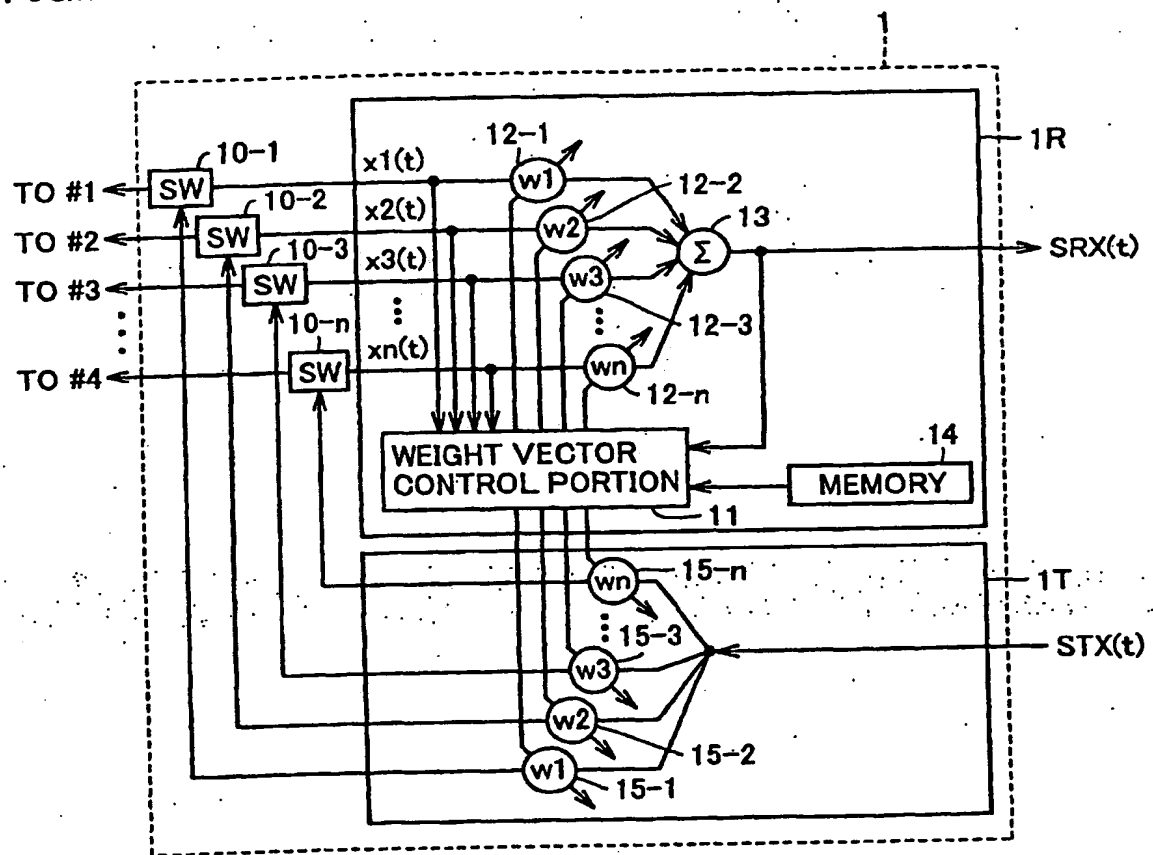 1
1R
12-1
10-1
x1(t)
w1
TO #1
SW
12-2
10-2
x2(t)
w2
13
TO #2
SW
Σ
SRX(t)
10-3
x3(t)
w3
TO #3
SW
12-3
10-n
xn(t)
wn
TO #4
SW
12-n
WEIGHT VECTOR
CONTROL PORTION
14
MEMORY
11
15-n
wn
1T
15-3
w3
STX(t)
w2
15-2
w1
15-1